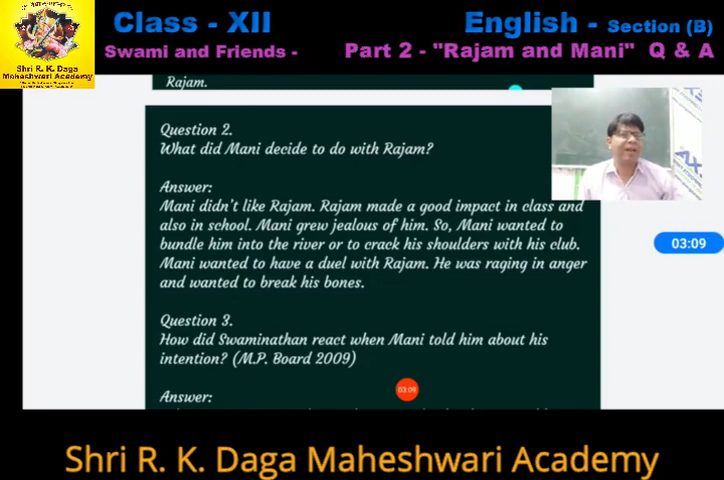 Class - XII
English - Section (B)
Swami and Friends -
Part 2 - "Rajam and Mani" Q & A
Shri R. K. Daga
Maheshwari Academy
Rajam.
Question 2.
What did Mani decide to do with Rajam?
Answer:
Mani didn't like Rajam. Rajam made a good impact in class and
also in school. Mani grew jealous of him. So, Mani wanted to
bundle him into the river or to crack his shoulders with his club.
Mani wanted to have a duel with Rajam. He was raging in anger
and wanted to break his bones.
03:09
Question 3.
How did Swaminathan react when Mani told him about his
intention? (M.P. Board 2009)
03:09
Answer:
Shri R. K. Daga Maheshwari Academy